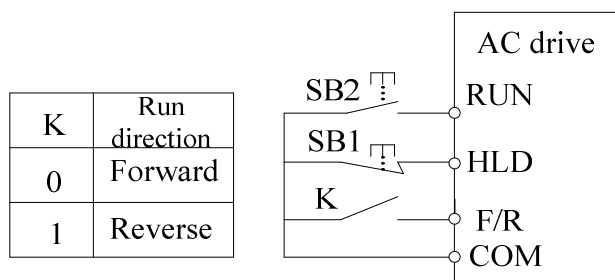 K Run direction
0 Forward
1 Reverse
AC drive
SB2 RUN
SB1 HLD
K F/R
COM